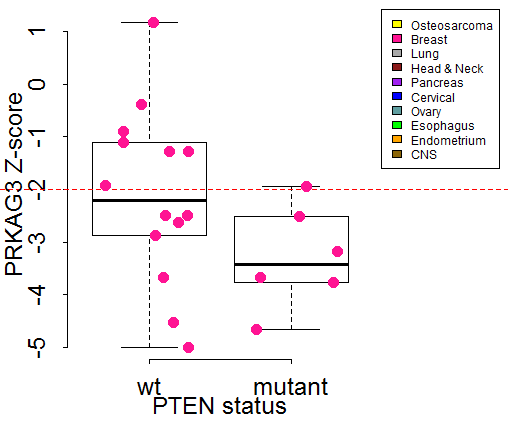 Osteosarcoma
Breast
Lung
Head & Neck
Pancreas
Cervical
Ovary
Esophagus
Endometrium
CNS
PRKAG3 Z-score
1
0
-1
-2
-3
-4
-5
wt mutant
PTEN status